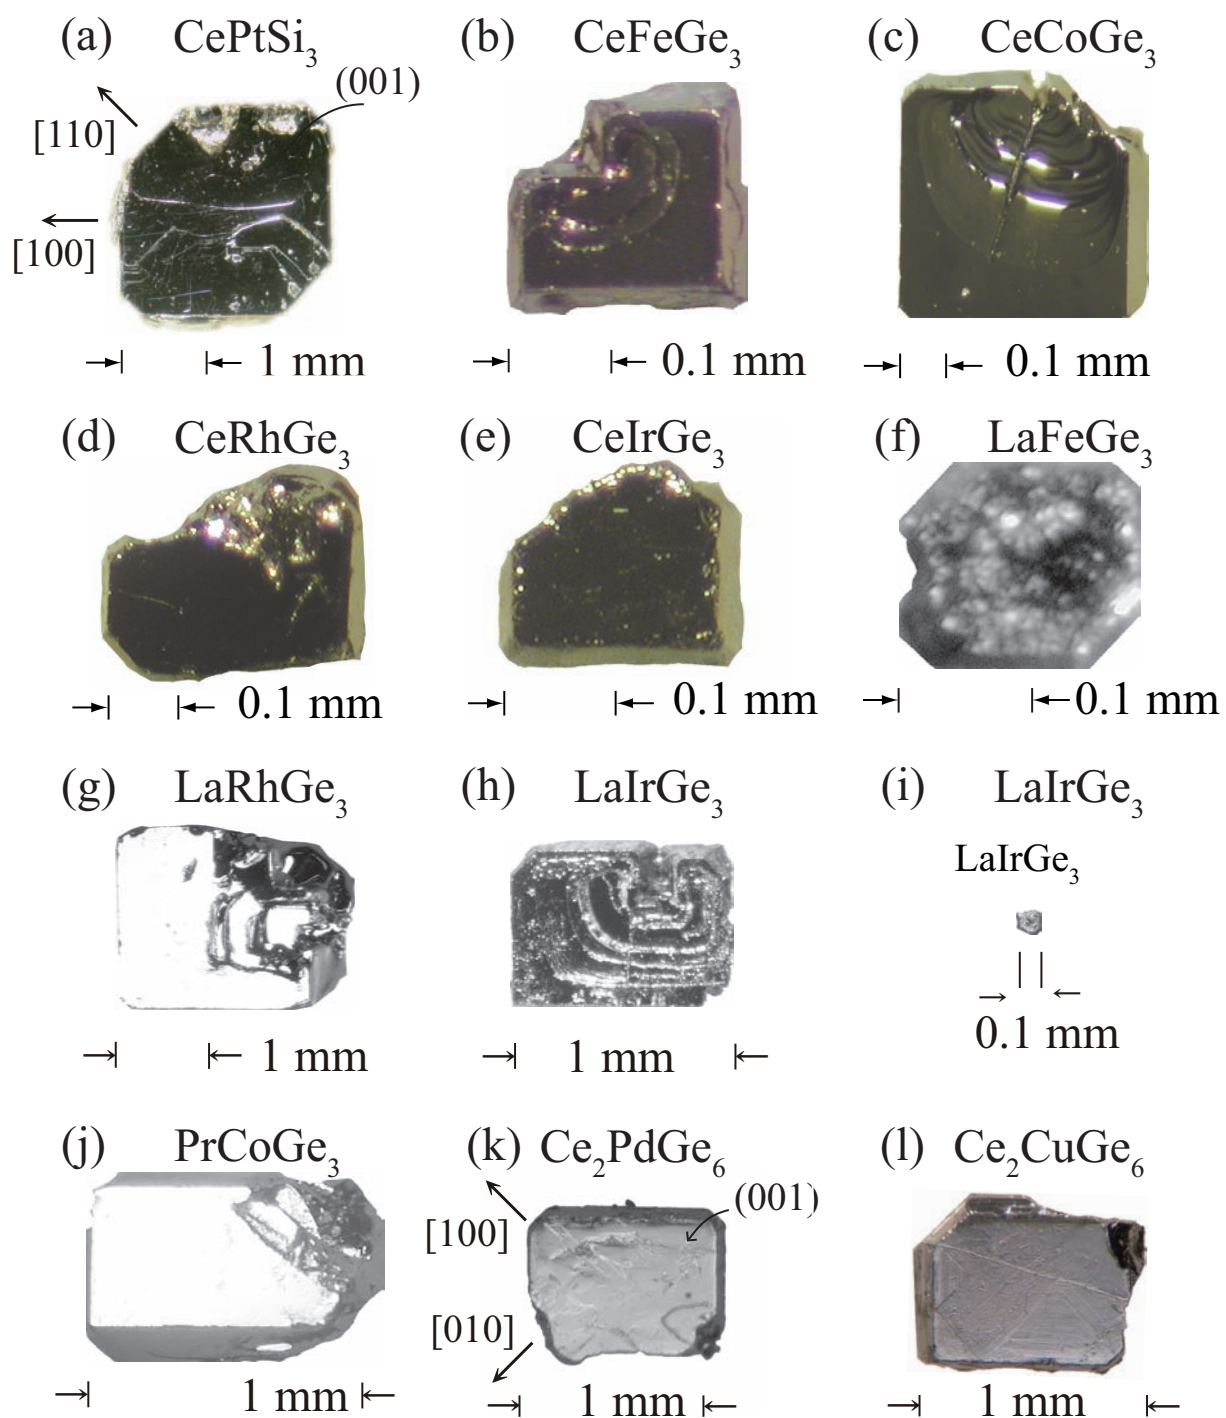 (a) CePtSi3
(b) CeFeGe3
(c) CeCoGe3
(001)
[110]
[100]
1 mm
0.1 mm
0.1 mm
(d) CeRhGe3
(e) CeIrGe3
(f) LaFeGe3
0.1 mm
0.1 mm
0.1 mm
(g) LaRhGe3
(h) LaIrGe3
(i) LaIrGe3
LaIrGe3
1 mm
1 mm
0.1 mm
(j) PrCoGe3
(k) Ce2PdGe6
(l) Ce2CuGe6
(001)
[100]
[010]
1 mm
1 mm
1 mm